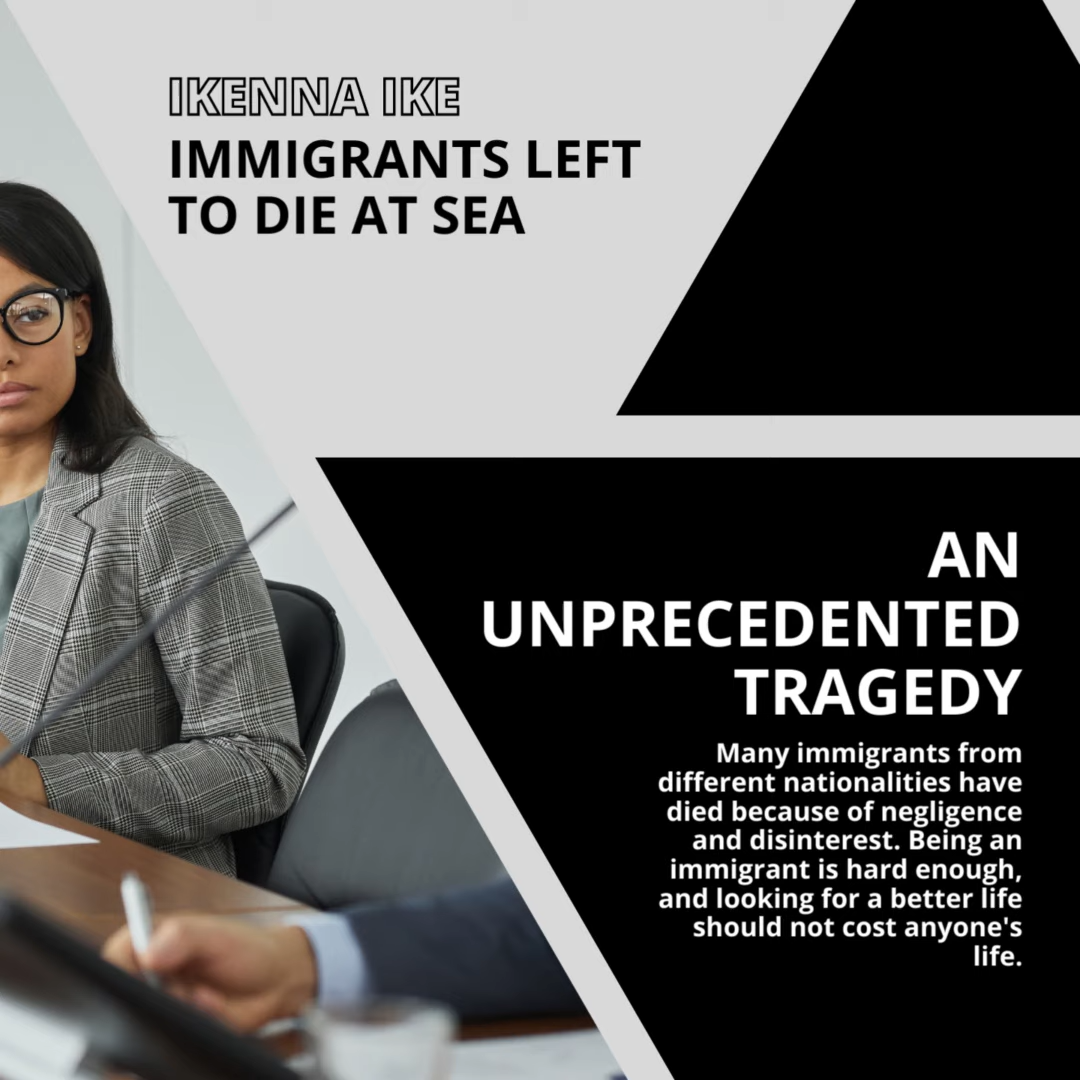 IKENNA IKE
IMMIGRANTS LEFT
TO DIE AT SEA
AN
UNPRECEDENTED
TRAGEDY
Many immigrants from
different nationalities have
died because of negligence
and disinterest. Being an
immigrant is hard enough,
and looking for a better life
should not cost anyone's
life.